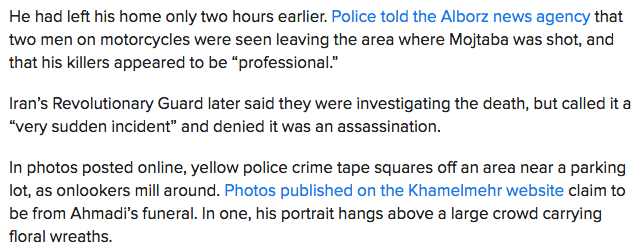 He had left his home only two hours earlier. Police told the Alborz news agency that
two men on motorcycles were seen leaving the area where Mojtaba was shot, and
that his killers appeared to be “professional.”
Iran’s Revolutionary Guard later said they were investigating the death, but called it a
“very sudden incident” and denied it was an assassination.
In photos posted online, yellow police crime tape squares off an area near a parking
lot, as onlookers mill around. Photos published on the Khamelmehr website claim to
be from Ahmadi’s funeral. In one, his portrait hangs above a large crowd carrying
floral wreaths.